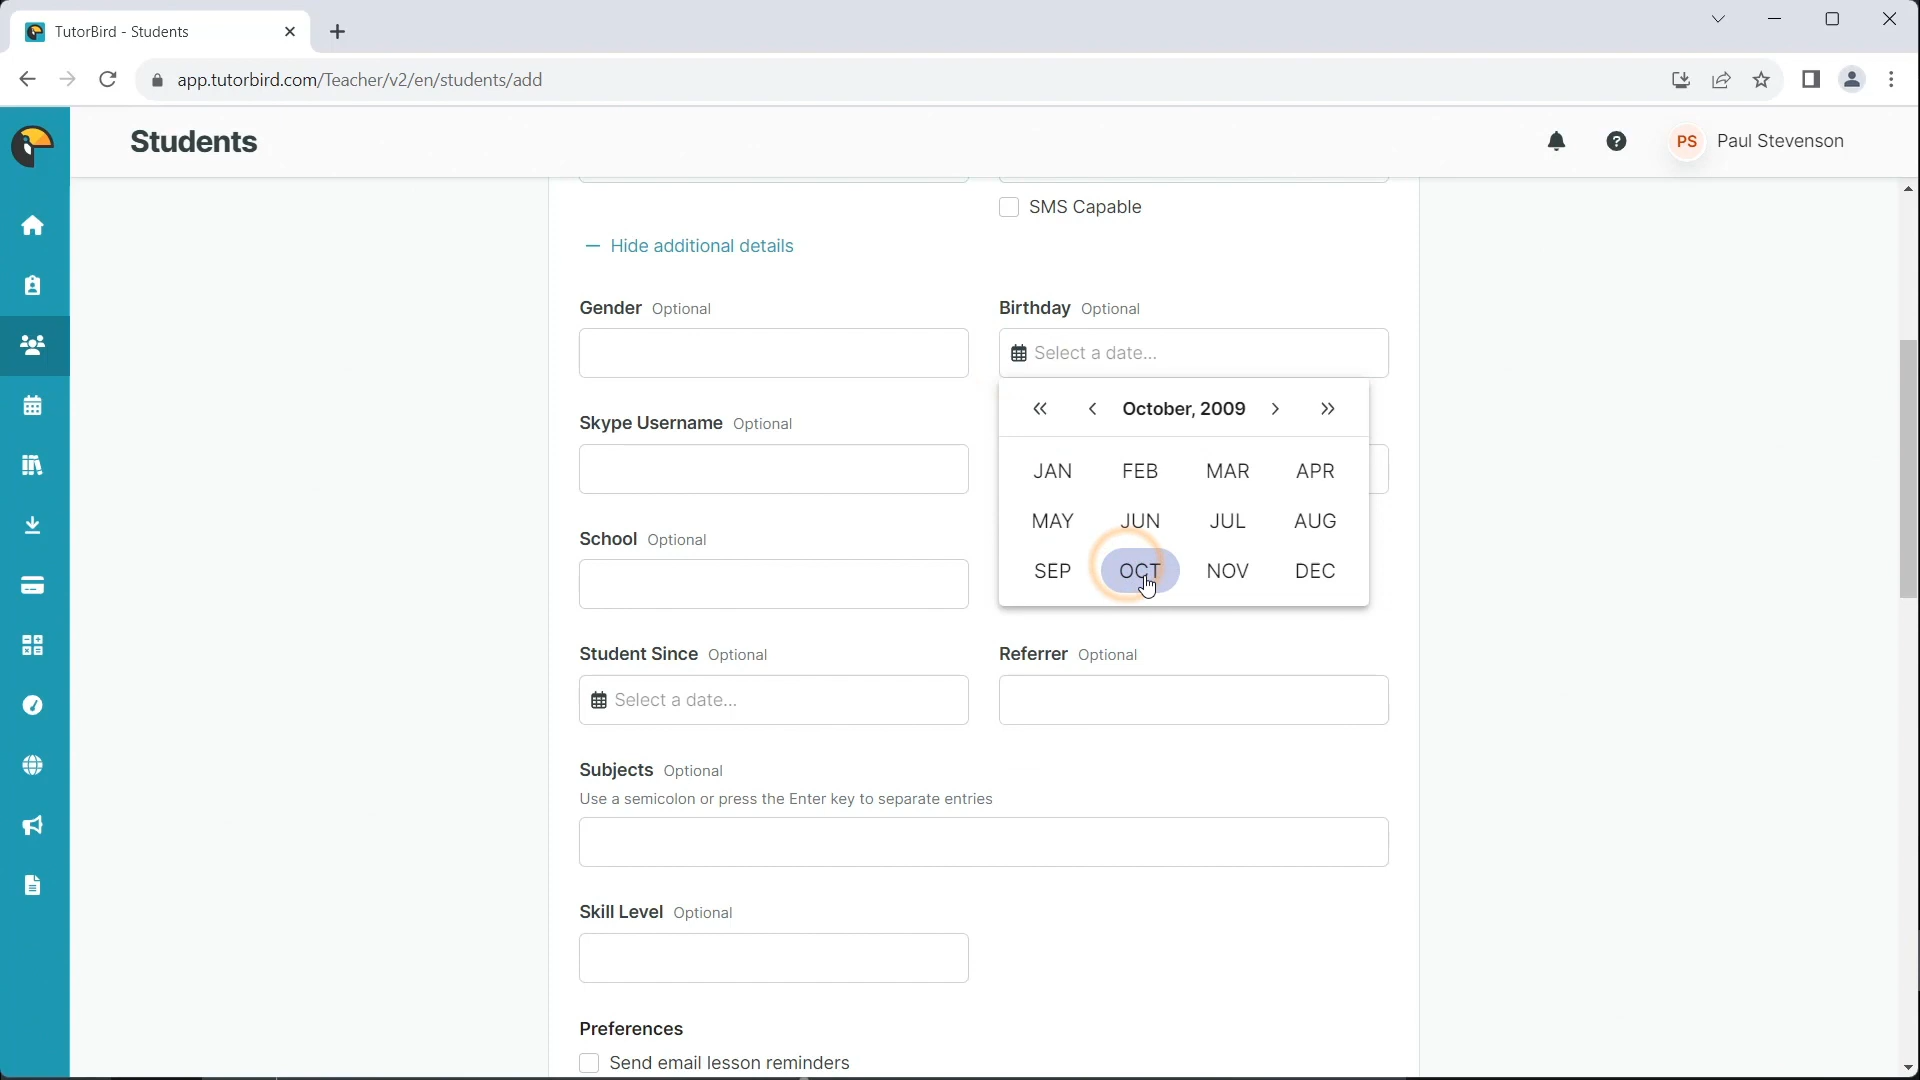 TutorBird - Students
app.tutorbird.com/Teacher/v2/en/students/add
Students
PS Paul Stevenson
SMS Capable
Hide additional details
Gender Optional
Birthday Optional
Select a date...
October, 2009
JAN FEB MAR APR
MAY JUN JUL AUG
SEP OCT NOV DEC
Skype Username Optional
School Optional
Student Since Optional
Select a date...
Referrer Optional
Subjects Optional
Use a semicolon or press the Enter key to separate entries
Skill Level Optional
Preferences
Send email lesson reminders